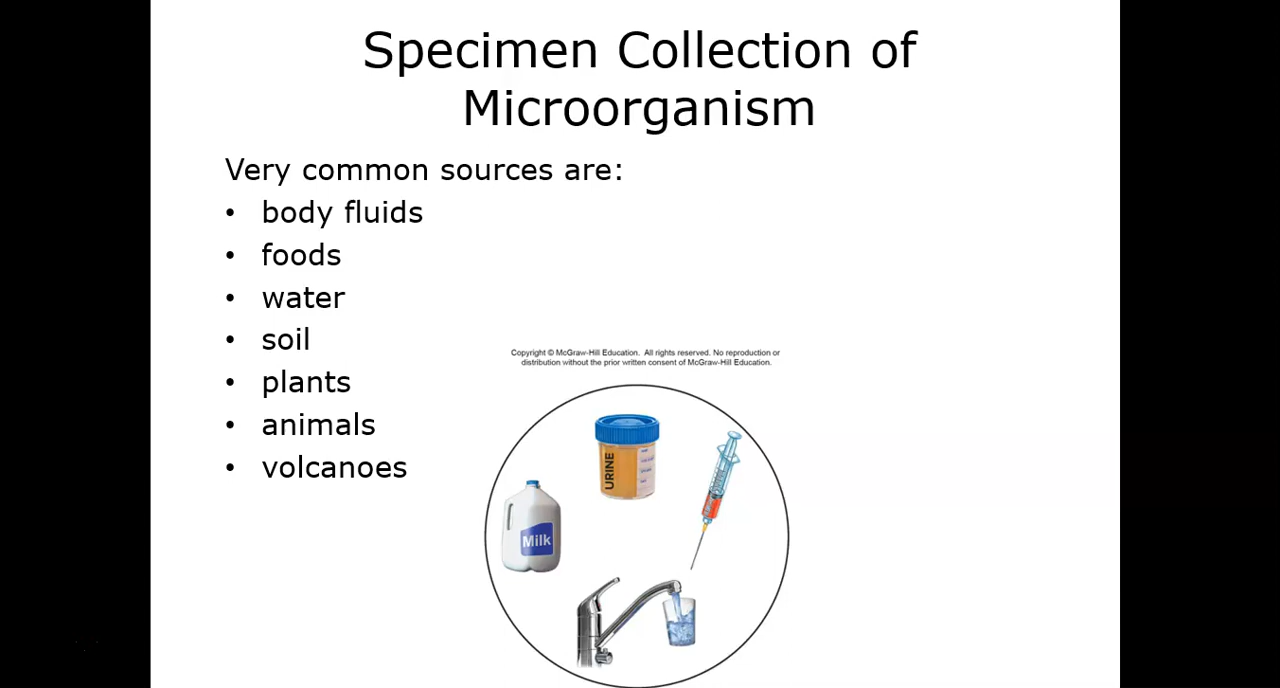 Specimen Collection of
Microorganism
Very common sources are:
• body fluids
• foods
• water
• soil
• plants
• animals
• volcanoes
Copyright © McGraw-Hill Education. All rights reserved. No reproduction or
distribution without the prior written consent of McGraw-Hill Education.
URINE
Milk